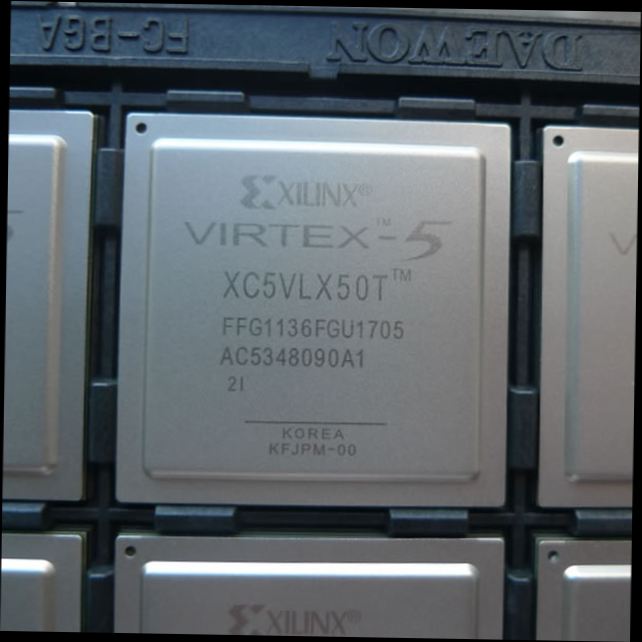 FC-BGA DAEWON
XILINX®
VIRTEX™-5
XC5VLX50T™
FFG1136FGU1705
AC5348090A1
2I
KOREA
KFJPM-00
XILINX®